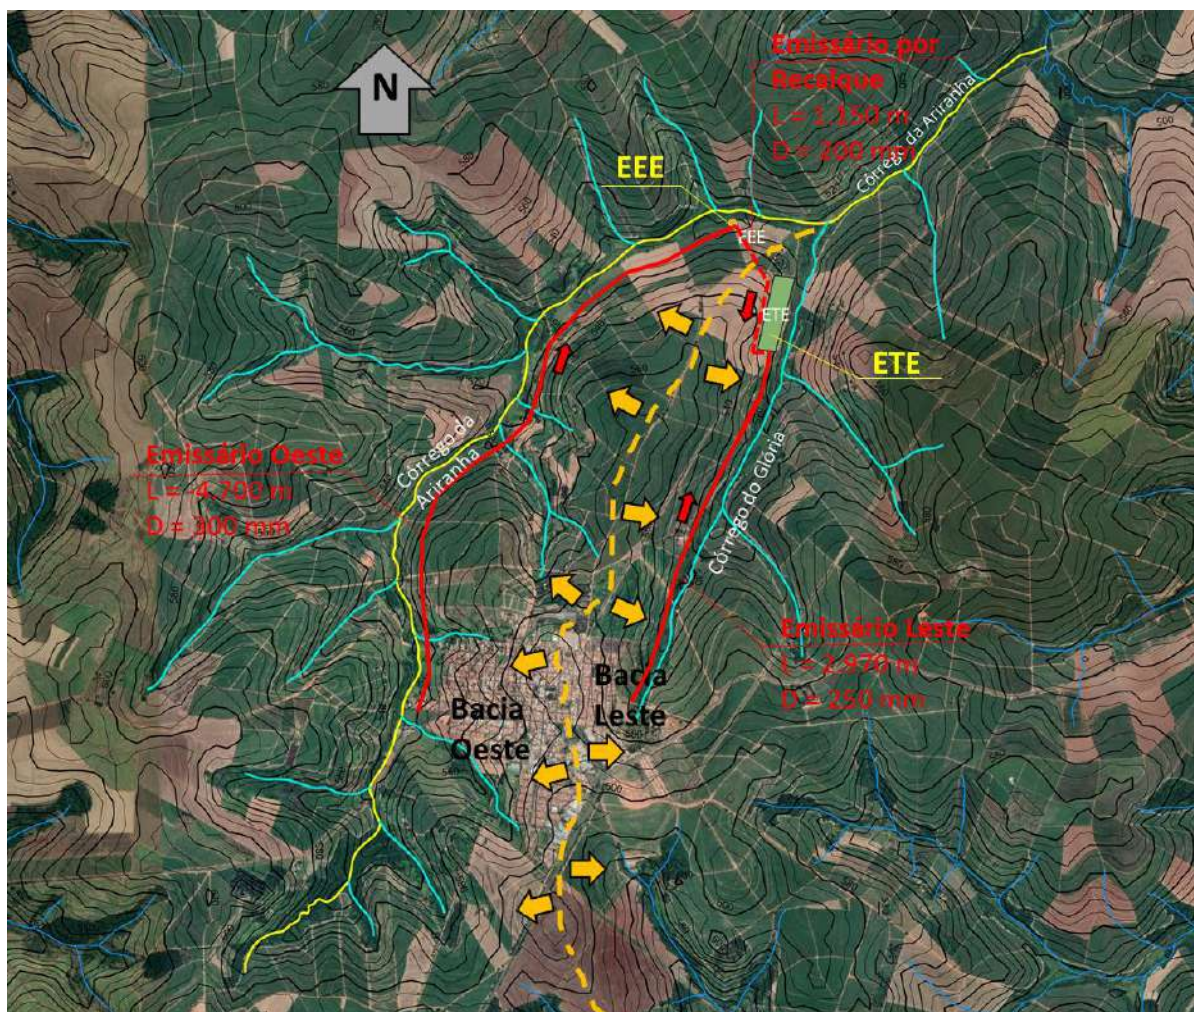 N
Emissário por
Recalque
L = 1.150 m
D = 200 mm
Córrego da Ariranha
EEE
EEE
ETE
ETE
Emissário Oeste
L = -4.700 m
D = 300 mm
Córrego da
Ariranha
Córrego do Glória
Emissário Leste
L = 2.970 m
D = 250 mm
Bacia
Leste
Bacia
Oeste
500